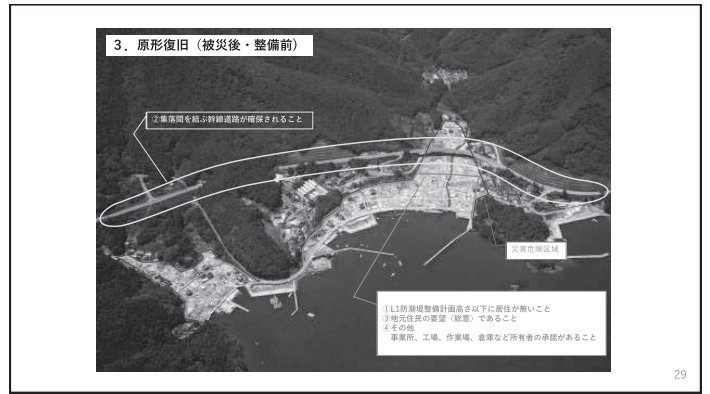 3．原形復旧（被災後・整備前）
②集落間を結ぶ幹線道路が確保されること
災害危険区域
①L1防潮堤整備計画高さ以下に居住が無いこと
③地元住民の要望（総意）であること
④その他
事業所、工場、作業場、倉庫など所有者の承諾があること
29